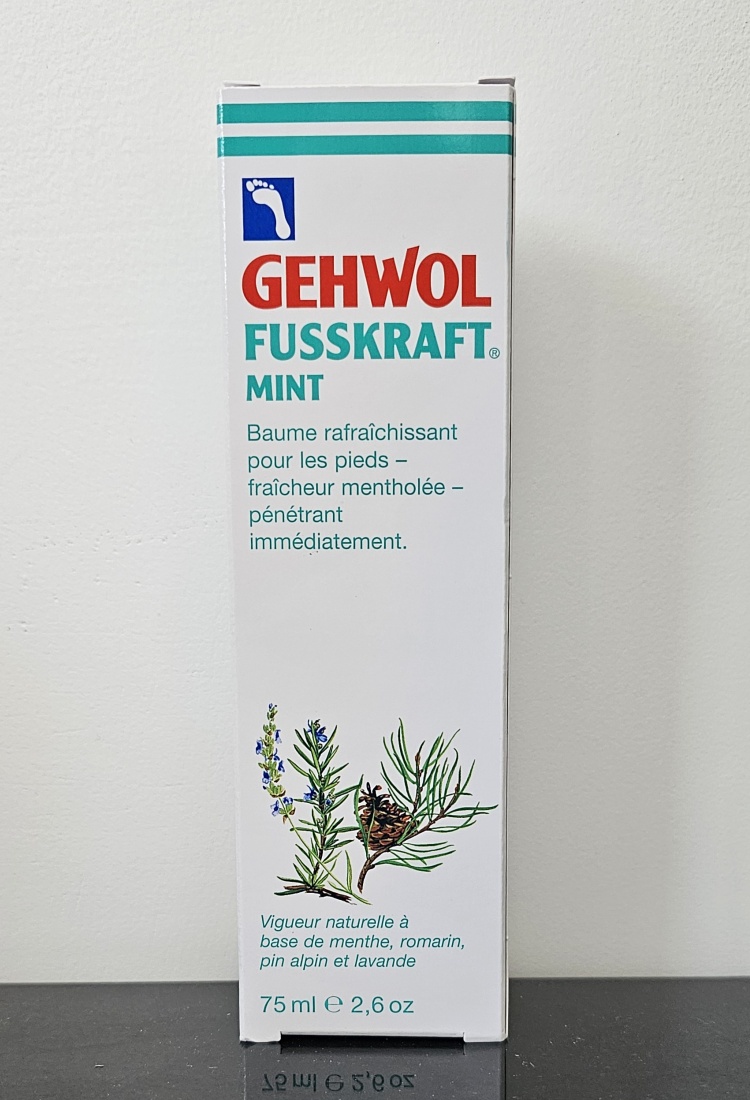 GEHWOL
FUSSKRAFT®
MINT
Baume rafraîchissant
pour les pieds –
fraîcheur mentholée –
pénétrant
immédiatement.
Vigueur naturelle à
base de menthe, romarin,
pin alpin et lavande
75 ml ℮ 2,6 oz